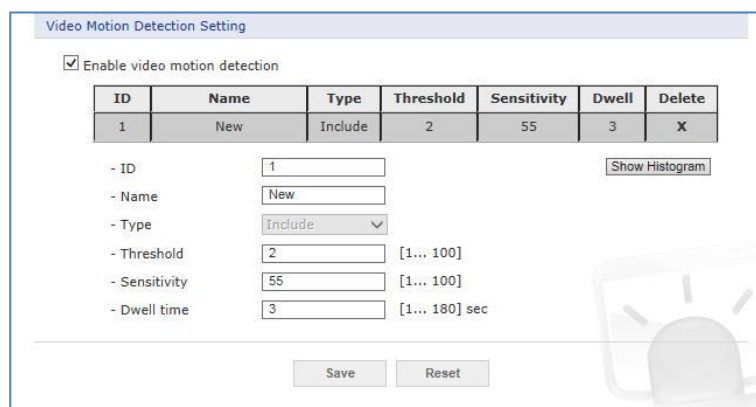 Video Motion Detection Setting
Enable video motion detection
ID Name Type Threshold Sensitivity Dwell Delete
1 New Include 2 55 3 X
- ID 1 Show Histogram
- Name New
- Type Include
- Threshold 2 [1... 100]
- Sensitivity 55 [1... 100]
- Dwell time 3 [1... 180] sec
Save Reset